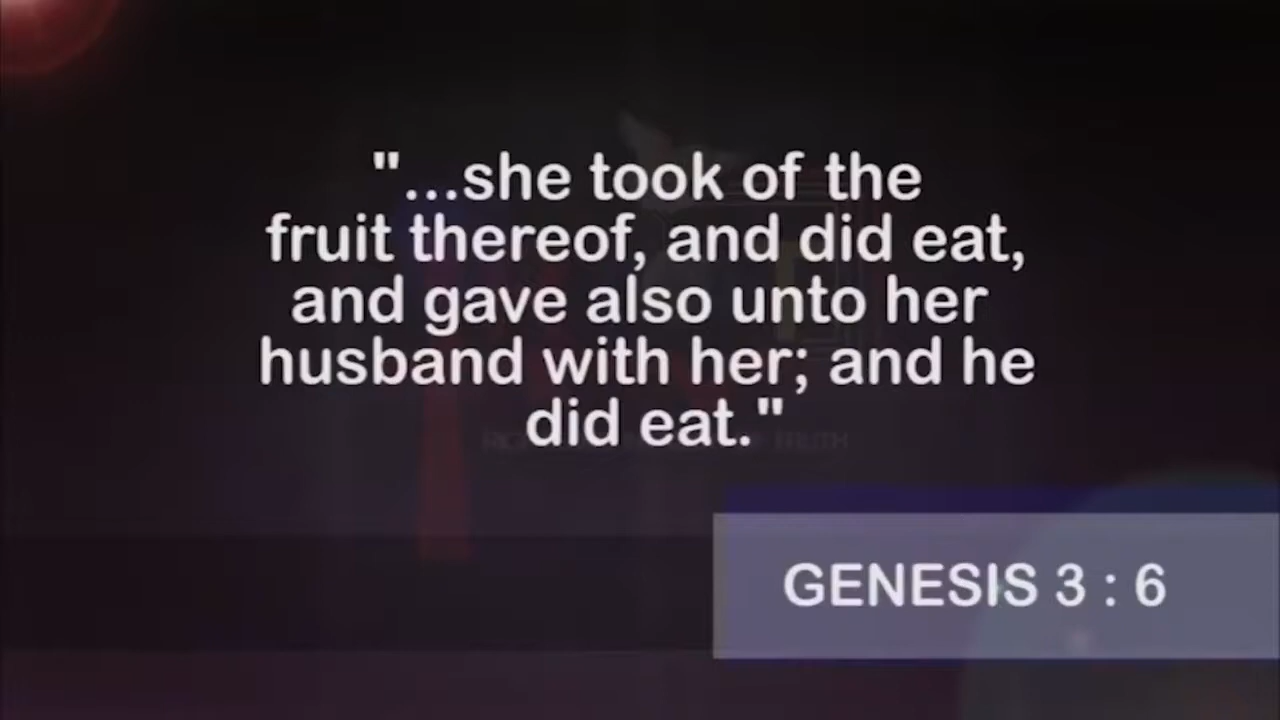 "...she took of the
fruit thereof, and did eat,
and gave also unto her
husband with her; and he
did eat."
GENESIS 3 : 6